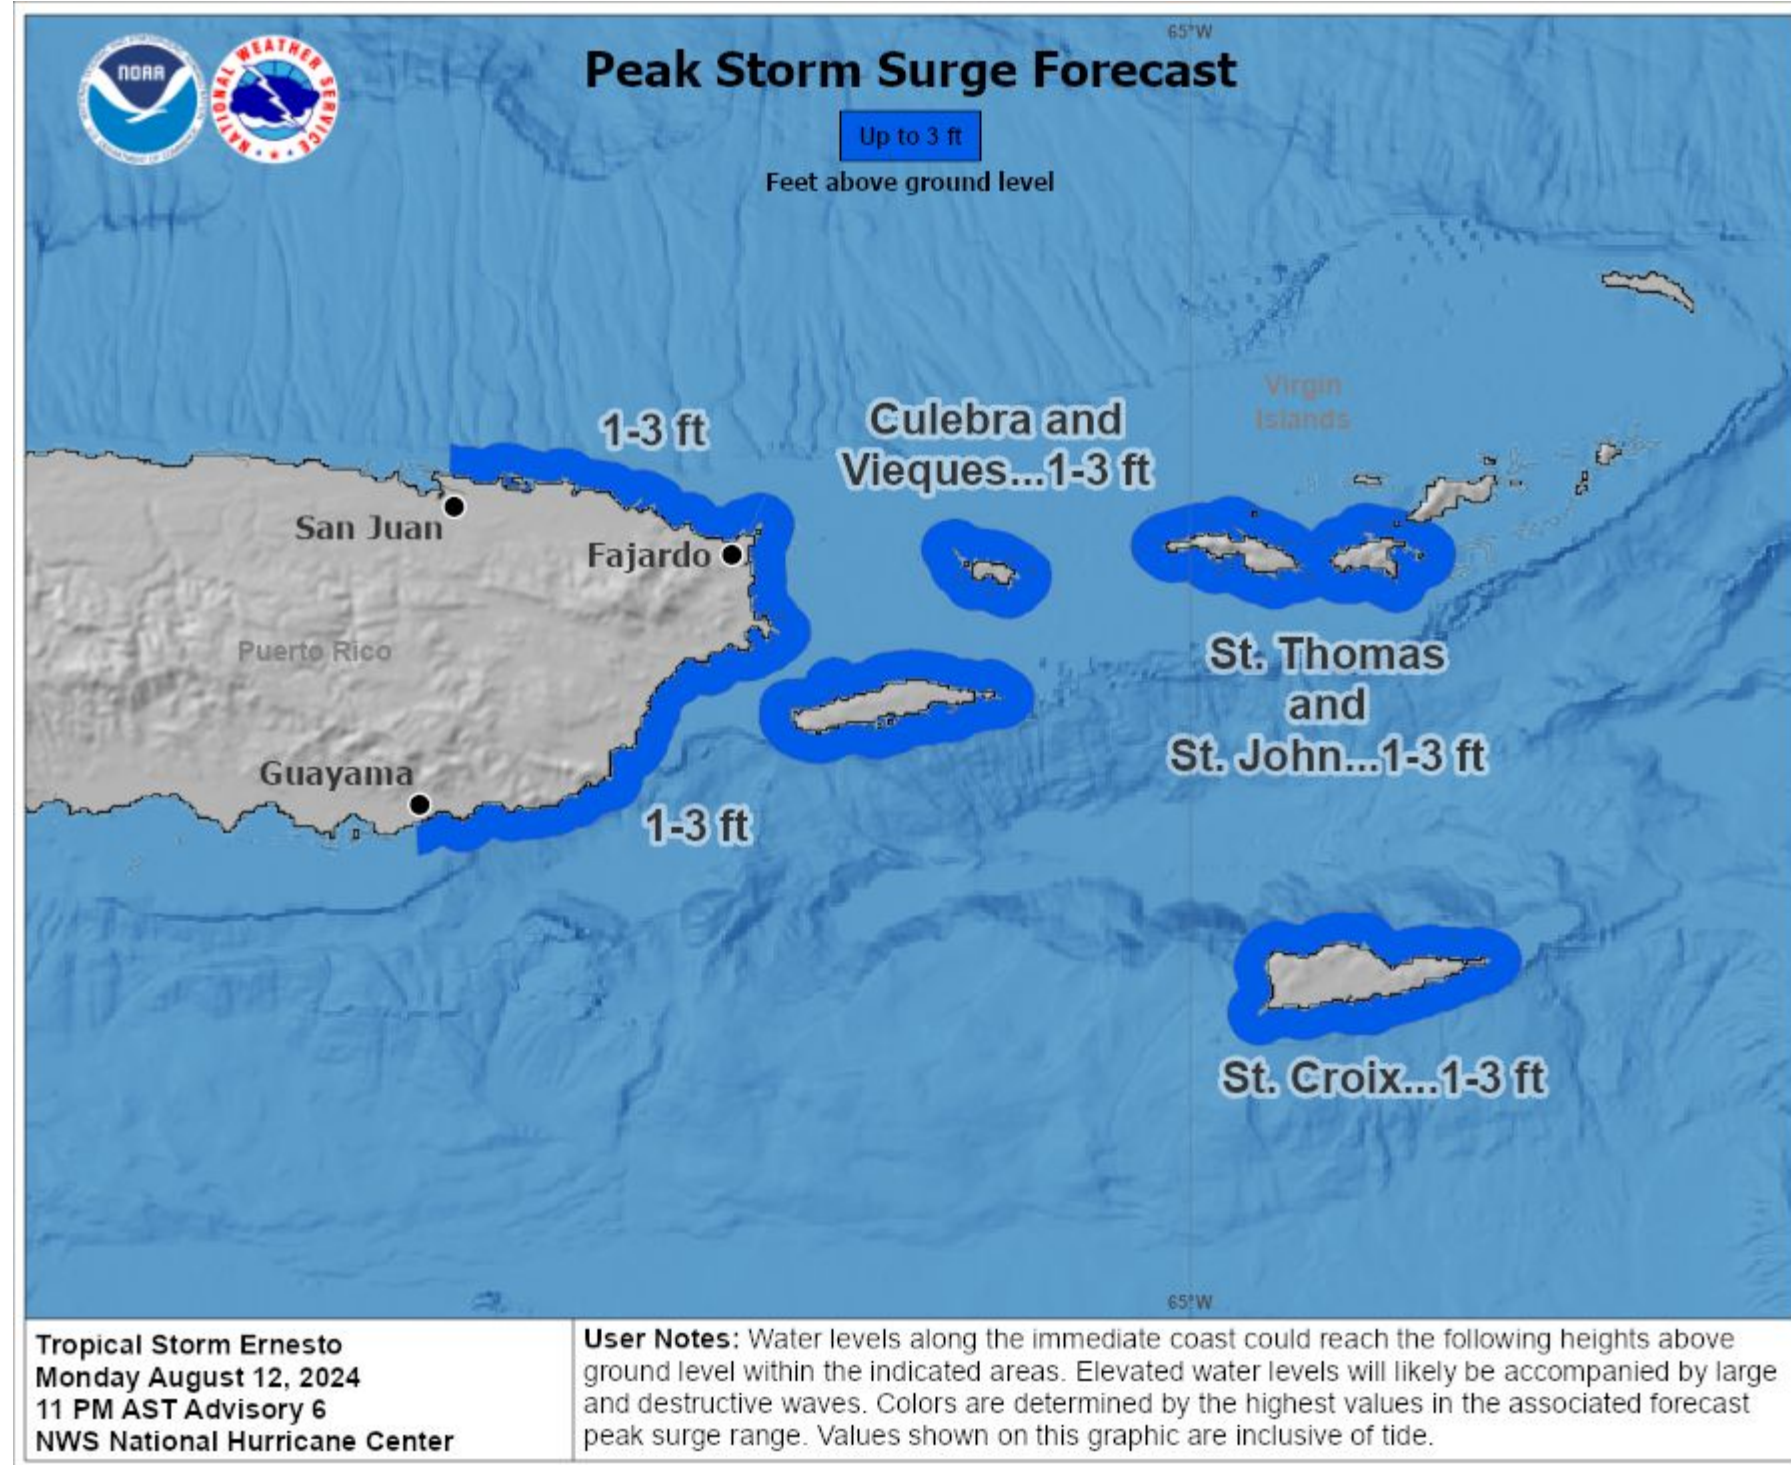 65°W
NOAA
NATIONAL WEATHER SERVICE
Peak Storm Surge Forecast
Up to 3 ft
Feet above ground level
Virgin
Islands
1-3 ft
Culebra and
Vieques...1-3 ft
San Juan
Fajardo
Puerto Rico
St. Thomas
and
St. John...1-3 ft
Guayama
1-3 ft
St. Croix...1-3 ft
65°W
Tropical Storm Ernesto
Monday August 12, 2024
11 PM AST Advisory 6
NWS National Hurricane Center
User Notes: Water levels along the immediate coast could reach the following heights above
ground level within the indicated areas. Elevated water levels will likely be accompanied by large
and destructive waves. Colors are determined by the highest values in the associated forecast
peak surge range. Values shown on this graphic are inclusive of tide.